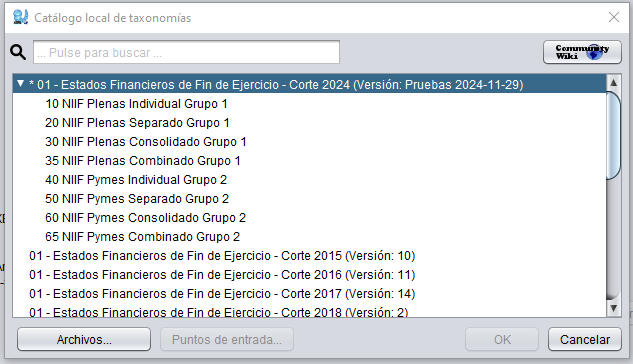 Catálogo local de taxonomías
... Pulse para buscar ...
Community
Wiki
* 01 - Estados Financieros de Fin de Ejercicio - Corte 2024 (Versión: Pruebas 2024-11-29)
10 NIIF Plenas Individual Grupo 1
20 NIIF Plenas Separado Grupo 1
30 NIIF Plenas Consolidado Grupo 1
35 NIIF Plenas Combinado Grupo 1
40 NIIF Pymes Individual Grupo 2
50 NIIF Pymes Separado Grupo 2
60 NIIF Pymes Consolidado Grupo 2
65 NIIF Pymes Combinado Grupo 2
01 - Estados Financieros de Fin de Ejercicio - Corte 2015 (Versión: 10)
01 - Estados Financieros de Fin de Ejercicio - Corte 2016 (Versión: 11)
01 - Estados Financieros de Fin de Ejercicio - Corte 2017 (Versión: 14)
01 - Estados Financieros de Fin de Ejercicio - Corte 2018 (Versión: 2)
Archivos...
Puntos de entrada...
OK
Cancelar